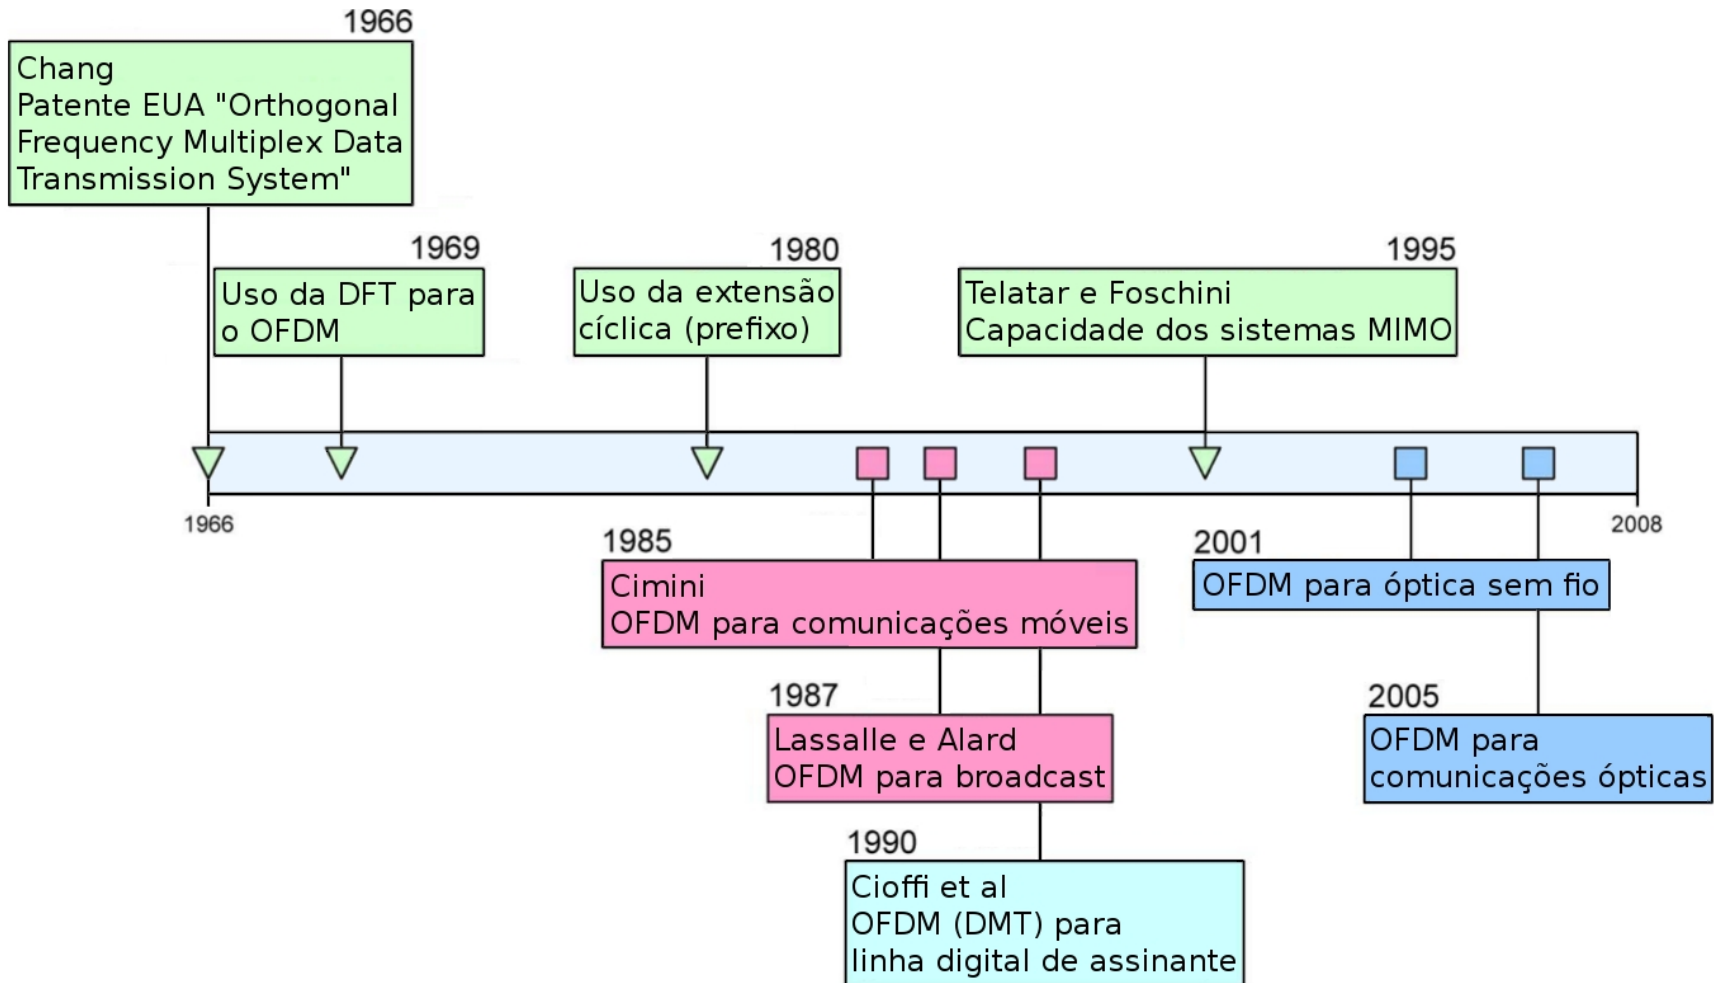 1966
Chang
Patente EUA "Orthogonal
Frequency Multiplex Data
Transmission System"
1969
Uso da DFT para
o OFDM
1980
Uso da extensão
cíclica (prefixo)
1995
Telatar e Foschini
Capacidade dos sistemas MIMO
1966
2008
1985
Cimini
OFDM para comunicações móveis
2001
OFDM para óptica sem fio
1987
Lassalle e Alard
OFDM para broadcast
2005
OFDM para
comunicações ópticas
1990
Cioffi et al
OFDM (DMT) para
linha digital de assinante